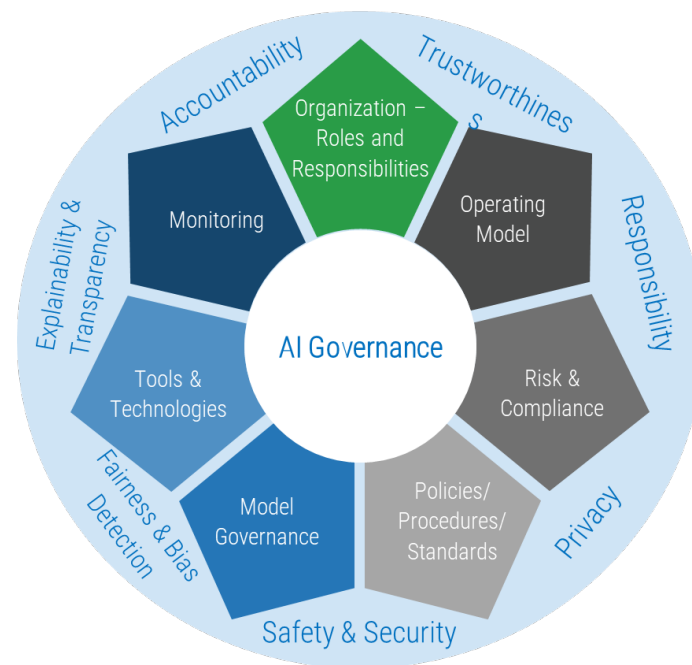 Accountability
Trustworthines
s
Responsibility
Privacy
Safety & Security
Fairness & Bias
Detection
Explainability &
Transparency
Organization –
Roles and
Responsibilities
Operating
Model
Risk &
Compliance
Policies/
Procedures/
Standards
Model
Governance
Tools &
Technologies
Monitoring
AI Governance